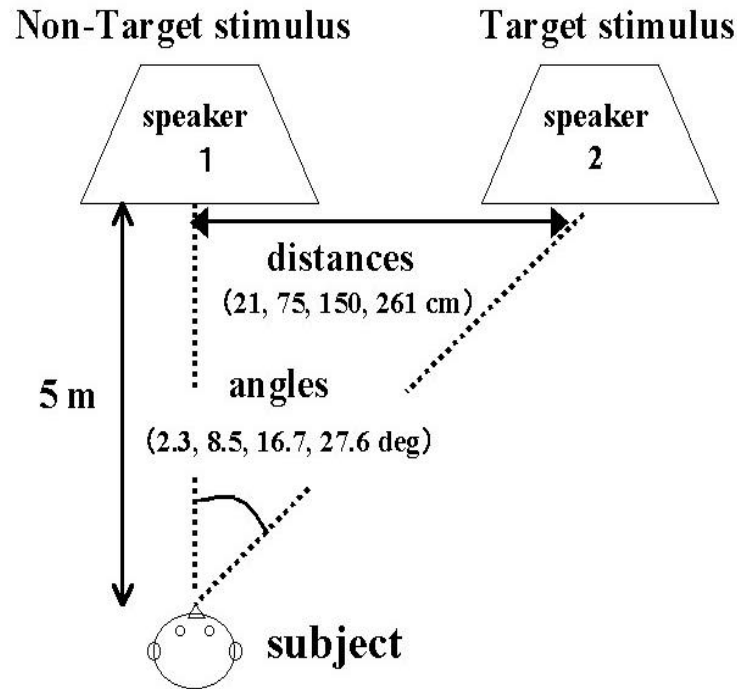 Non-Target stimulus
Target stimulus
speaker
1
speaker
2
distances
(21, 75, 150, 261 cm)
5 m
angles
(2.3, 8.5, 16.7, 27.6 deg)
subject